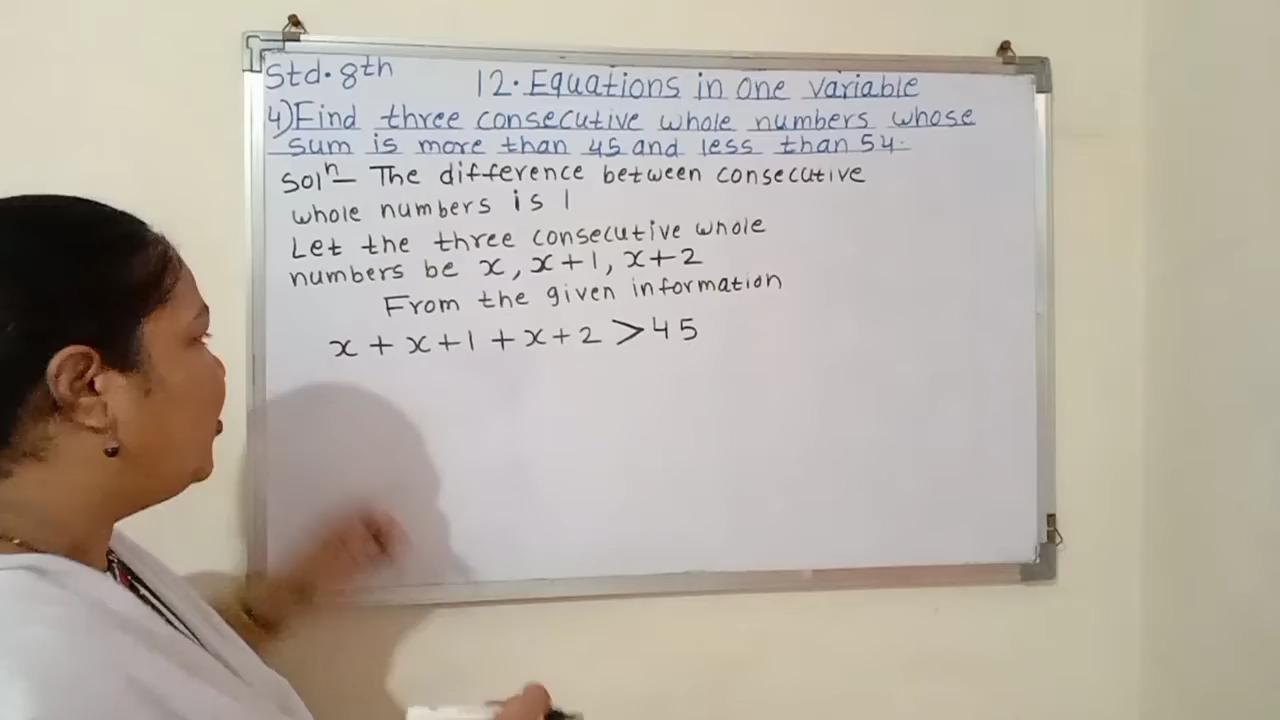 Std. 8th
12. Equations in one variable
4) Find three consecutive whole numbers whose
sum is more than 45 and less than 54.
Solⁿ- The difference between consecutive
whole numbers is 1
Let the three consecutive whole
numbers be x, x+1, x+2
From the given information
x + x+1 + x+2 > 45